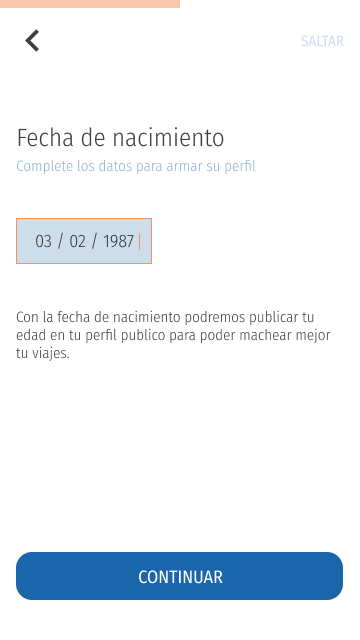 SALTAR
Fecha de nacimiento
Complete los datos para armar su perfil
03 / 02 / 1987
Con la fecha de nacimiento podremos publicar tu
edad en tu perfil publico para poder machear mejor
tu viajes.
CONTINUAR